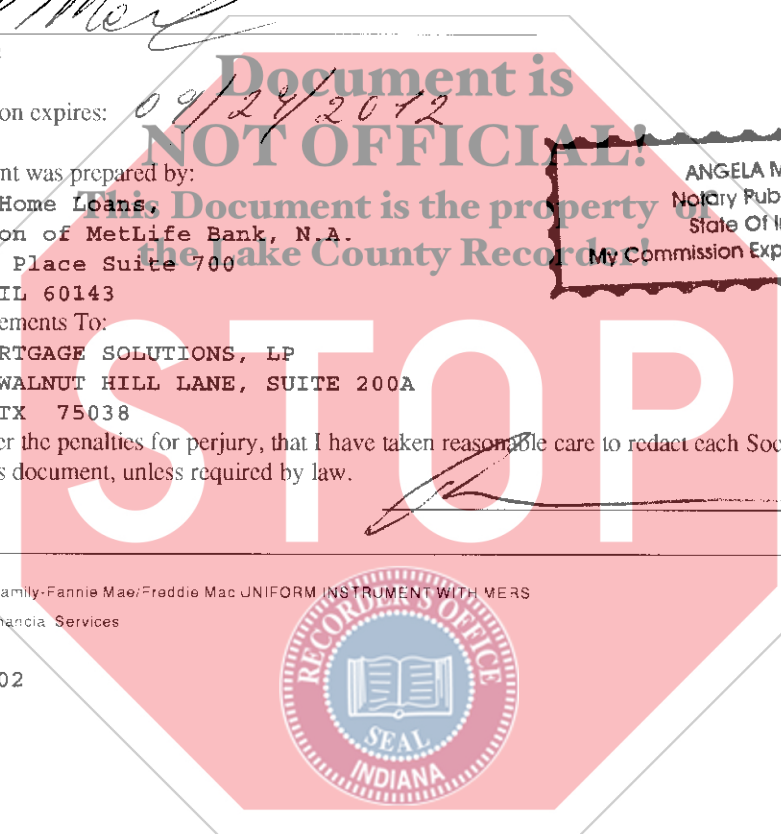 Document is
on expires: 09/24/2012
NOT OFFICIAL!
nt was prepared by:
ANGELA M
Home Loans,
This Document is the property of
Notary Pub
on of MetLife Bank, N.A.
State Of I
the Lake County Recorder!
Place Suite 700
My Commission Exp
IL 60143
ements To:
RTGAGE SOLUTIONS, LP
WALNUT HILL LANE, SUITE 200A
TX 75038
er the penalties for perjury, that I have taken reasonable care to redact each Soc
s document, unless required by law.
STOP
amily-Fannie Mae/Freddie Mac UNIFORM INSTRUMENT WITH MERS
nancia Services
02
RECORDER'S OFFICE
SEAL
INDIANA